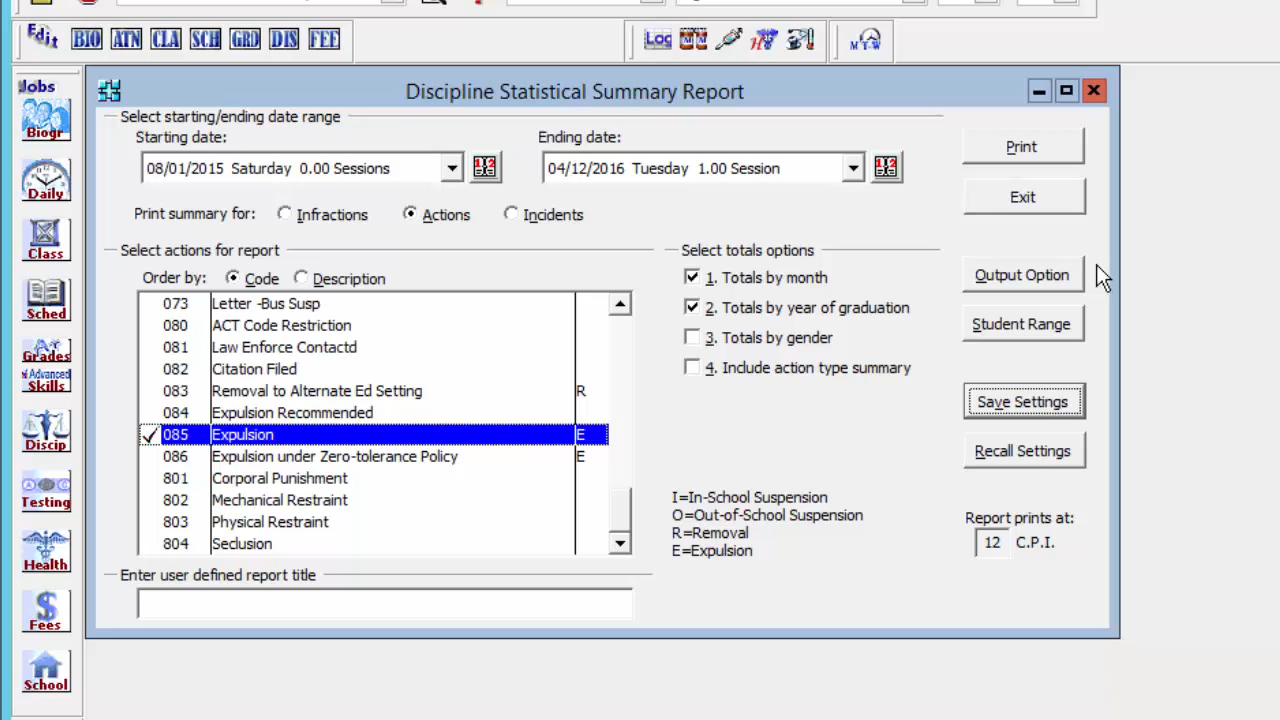 Edit BIO ATN CLA SCH GRD DIS FEE Log M T W
Jobs
Biogr
Daily
Class
Sched
Grades
Advanced
Skills
Discip
Testing
Health
Fees
School
Discipline Statistical Summary Report
Select starting/ending date range
Starting date: Ending date:
08/01/2015 Saturday 0.00 Sessions 04/12/2016 Tuesday 1.00 Session
Print summary for: Infractions Actions Incidents
Select actions for report
Order by: Code Description
073 Letter -Bus Susp
080 ACT Code Restriction
081 Law Enforce Contactd
082 Citation Filed
083 Removal to Alternate Ed Setting R
084 Expulsion Recommended
085 Expulsion E
086 Expulsion under Zero-tolerance Policy E
801 Corporal Punishment
802 Mechanical Restraint
803 Physical Restraint
804 Seclusion
Enter user defined report title
Select totals options
1. Totals by month
2. Totals by year of graduation
3. Totals by gender
4. Include action type summary
I=In-School Suspension
O=Out-of-School Suspension
R=Removal
E=Expulsion
Print
Exit
Output Option
Student Range
Save Settings
Recall Settings
Report prints at:
12 C.P.I.